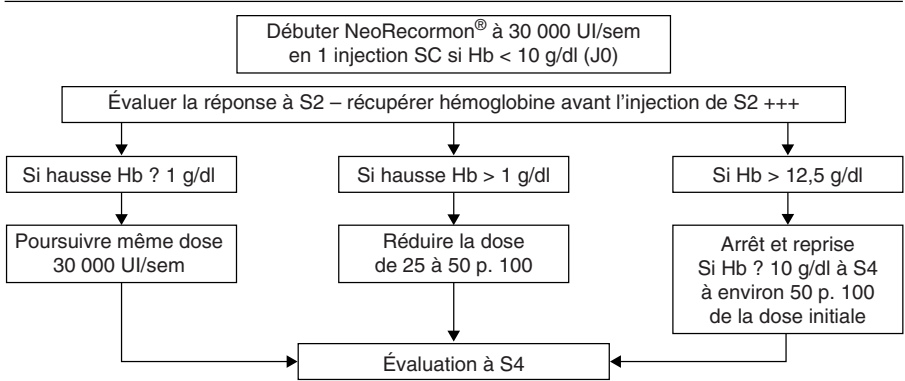 Débuter NeoRecormon® à 30 000 UI/sem
en 1 injection SC si Hb < 10 g/dl (J0)
Évaluer la réponse à S2 – récupérer hémoglobine avant l'injection de S2 +++
Si hausse Hb ? 1 g/dl
Poursuivre même dose
30 000 UI/sem
Si hausse Hb > 1 g/dl
Réduire la dose
de 25 à 50 p. 100
Si Hb > 12,5 g/dl
Arrêt et reprise
Si Hb ? 10 g/dl à S4
à environ 50 p. 100
de la dose initiale
Évaluation à S4